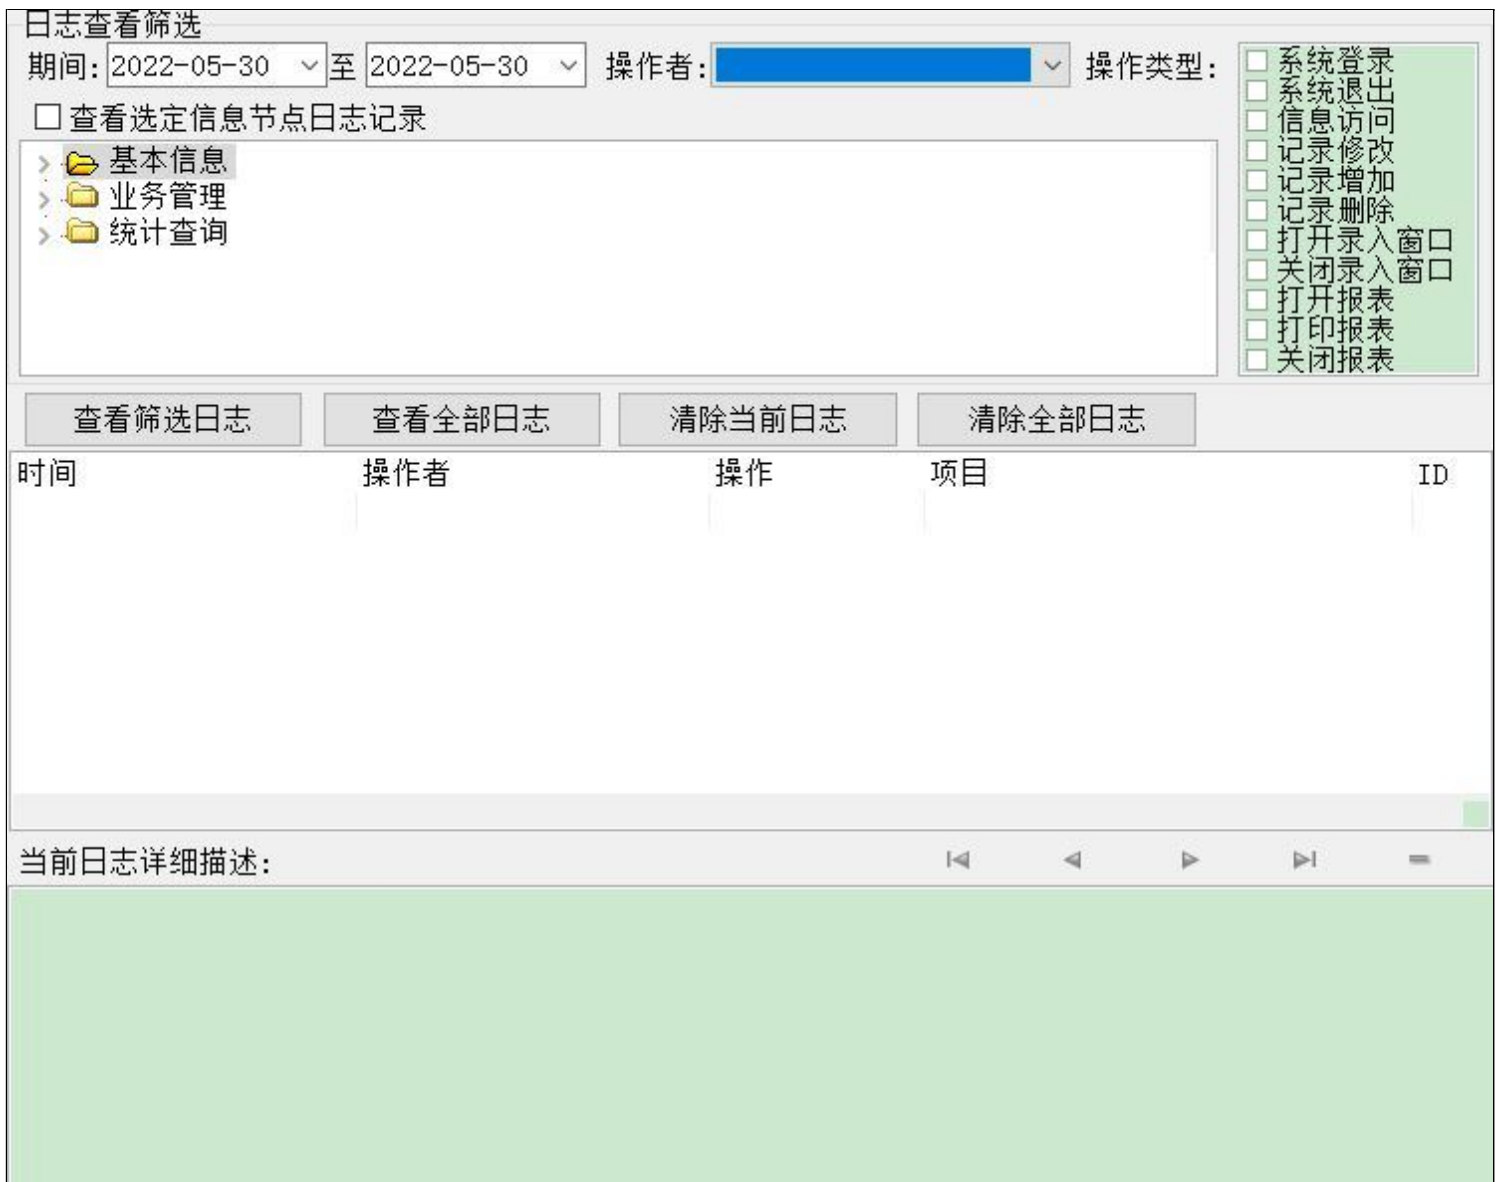 日志查看筛选
期间: 2022-05-30 至 2022-05-30 操作者: 操作类型:
系统登录
系统退出
信息访问
记录修改
记录增加
记录删除
打开录入窗口
关闭录入窗口
打开报表
打印报表
关闭报表
查看选定信息节点日志记录
基本信息
业务管理
统计查询
查看筛选日志 查看全部日志 清除当前日志 清除全部日志
时间 操作者 操作 项目 ID
当前日志详细描述: